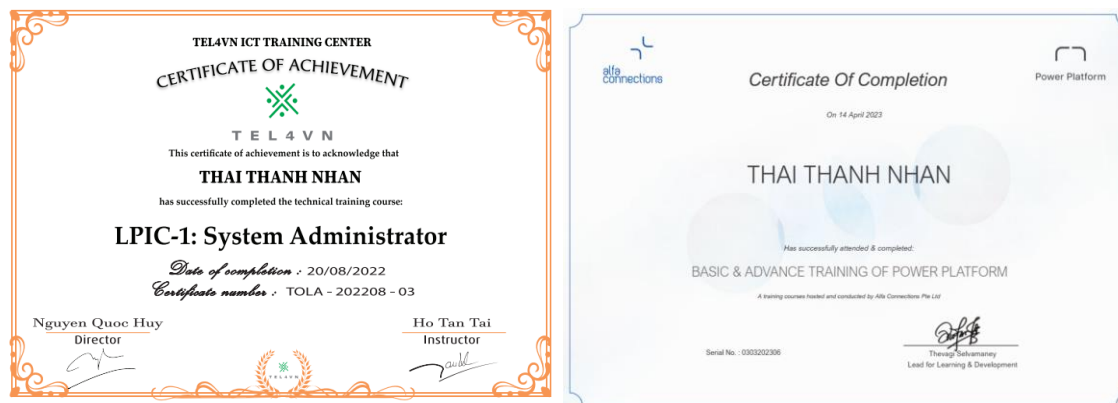 TEL4VN ICT TRAINING CENTER
CERTIFICATE OF ACHIEVEMENT
TEL4VN
This certificate of achievement is to acknowledge that
THAI THANH NHAN
has successfully completed the technical training course:
LPIC-1: System Administrator
Date of completion : 20/08/2022
Certificate number : TOLA - 202208 - 03
Nguyen Quoc Huy
Director
Ho Tan Tai
Instructor
TEL4VN
alfa
connections
Power Platform
Certificate Of Completion
On 14 April 2023
THAI THANH NHAN
Has successfully attended & completed:
BASIC & ADVANCE TRAINING OF POWER PLATFORM
A training courses hosted and conducted by Alfa Connections Pte Ltd
Serial No. : 0303202306
Thevagi Selvamaney
Lead for Learning & Development